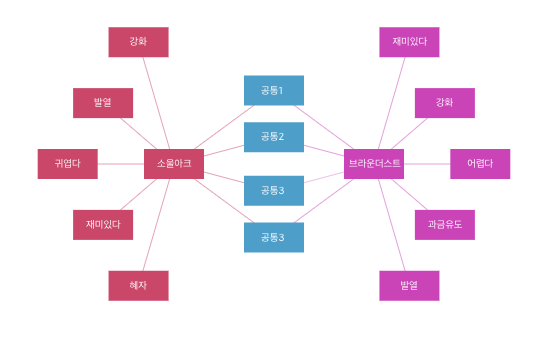 강화
재미있다
공통1
발열
강화
공통2
귀엽다
소울아크
브라운더스트
어렵다
공통3
재미있다
과금유도
공통3
혜자
발열